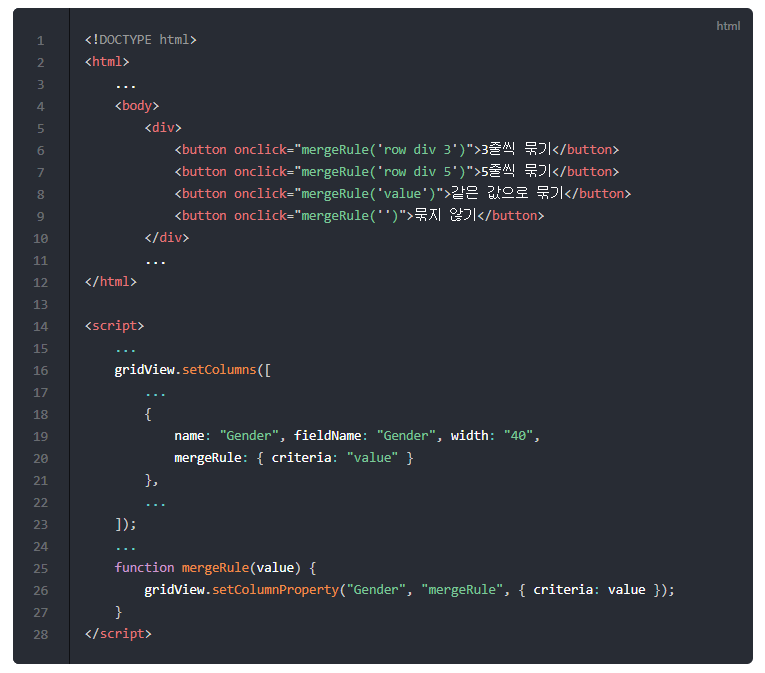 html
1 <!DOCTYPE html>
2 <html>
3     ...
4     <body>
5         <div>
6             <button onclick="mergeRule('row div 3')">3줄씩 묶기</button>
7             <button onclick="mergeRule('row div 5')">5줄씩 묶기</button>
8             <button onclick="mergeRule('value')">같은 값으로 묶기</button>
9             <button onclick="mergeRule('')">묶지 않기</button>
10         </div>
11         ...
12 </html>
13
14 <script>
15     ...
16     gridView.setColumns([
17         ...
18         {
19             name: "Gender", fieldName: "Gender", width: "40",
20             mergeRule: { criteria: "value" }
21         },
22         ...
23     ]);
24     ...
25     function mergeRule(value) {
26         gridView.setColumnProperty("Gender", "mergeRule", { criteria: value });
27     }
28 </script>